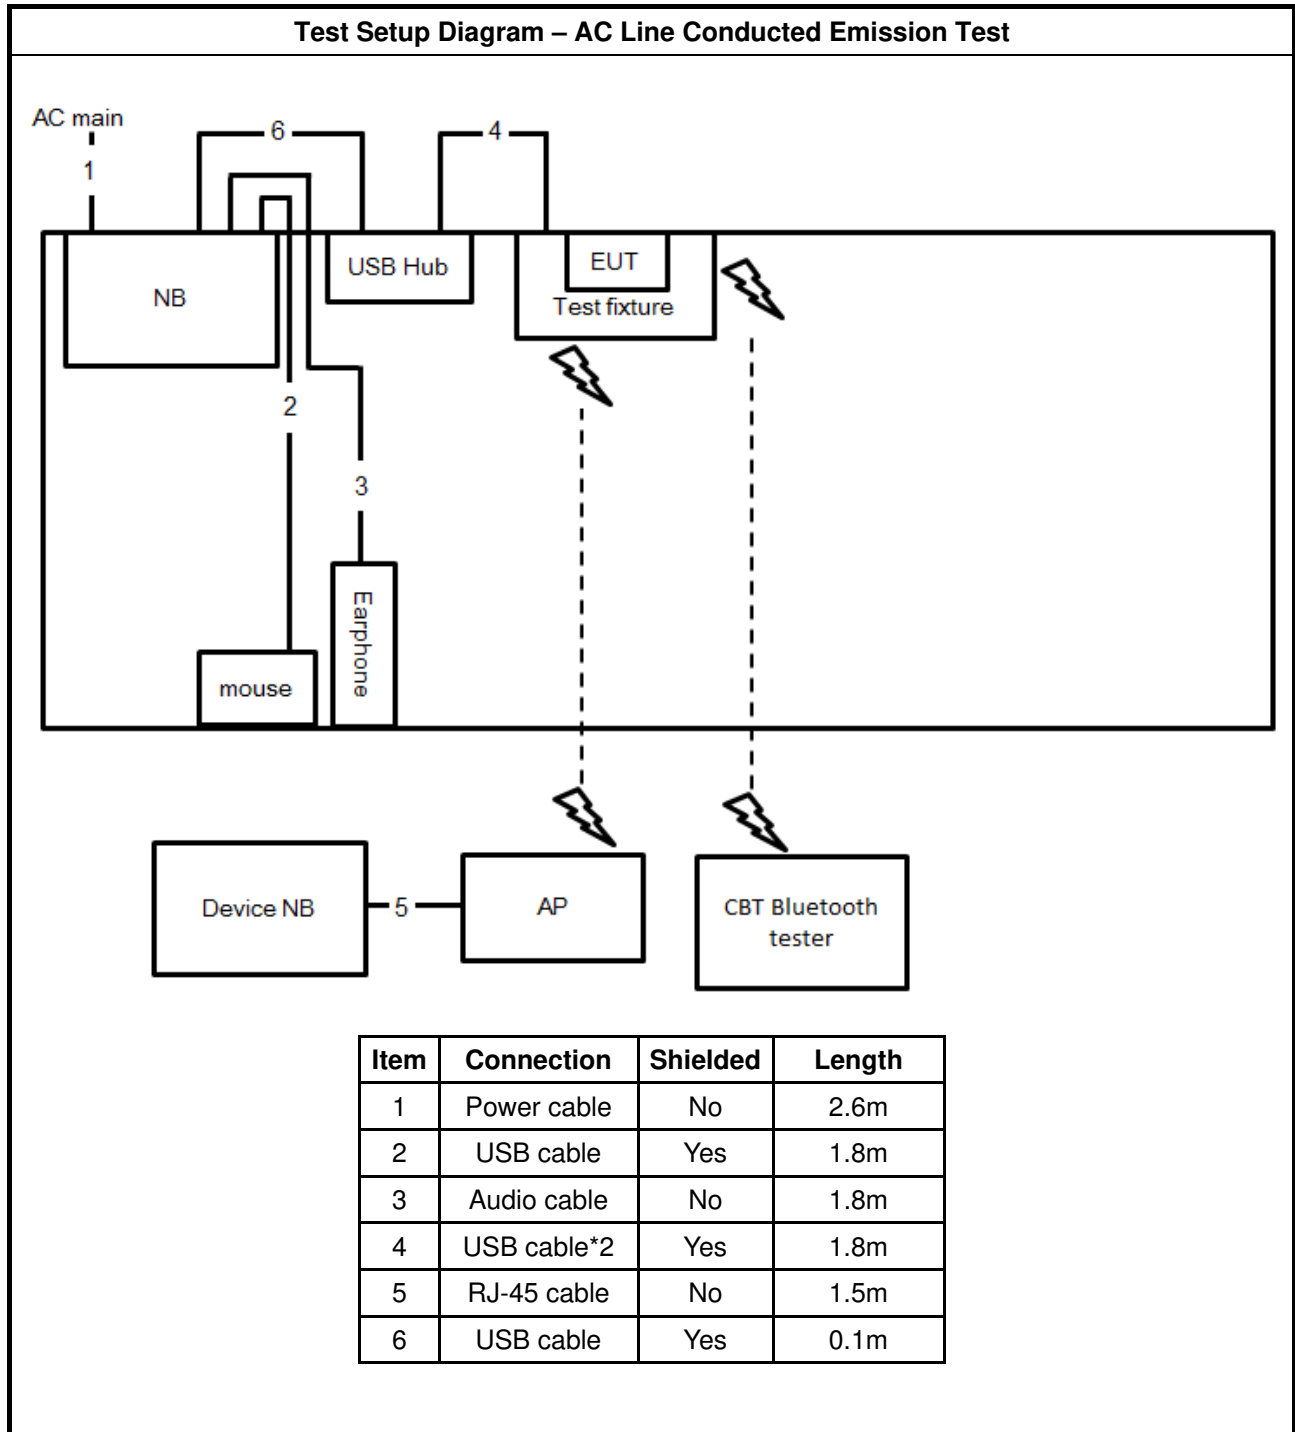 Test Setup Diagram – AC Line Conducted Emission Test
AC main
1
6
4
NB
USB Hub
EUT
Test fixture
2
3
Earphone
mouse
Device NB
5
AP
CBT Bluetooth
tester
Item Connection Shielded Length
1 Power cable No 2.6m
2 USB cable Yes 1.8m
3 Audio cable No 1.8m
4 USB cable*2 Yes 1.8m
5 RJ-45 cable No 1.5m
6 USB cable Yes 0.1m